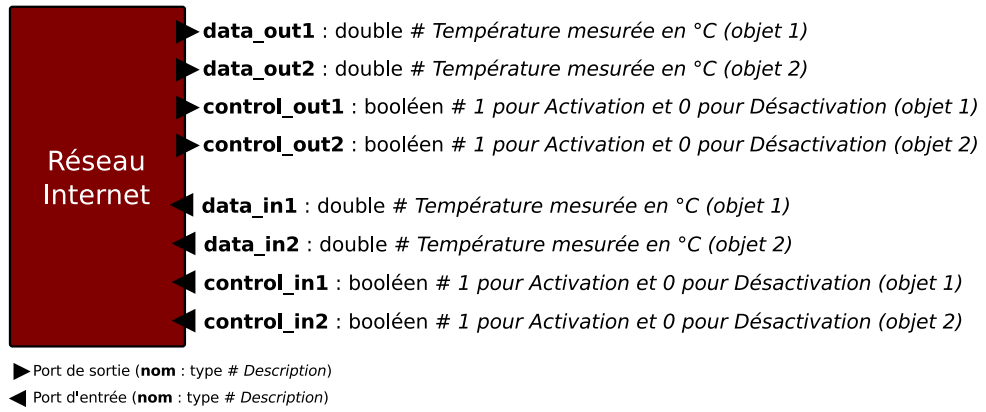 data_out1 : double # Température mesurée en °C (objet 1)
data_out2 : double # Température mesurée en °C (objet 2)
control_out1 : booléen # 1 pour Activation et 0 pour Désactivation (objet 1)
control_out2 : booléen # 1 pour Activation et 0 pour Désactivation (objet 2)
Réseau
Internet
data_in1 : double # Température mesurée en °C (objet 1)
data_in2 : double # Température mesurée en °C (objet 2)
control_in1 : booléen # 1 pour Activation et 0 pour Désactivation (objet 1)
control_in2 : booléen # 1 pour Activation et 0 pour Désactivation (objet 2)
Port de sortie (nom : type # Description)
Port d'entrée (nom : type # Description)